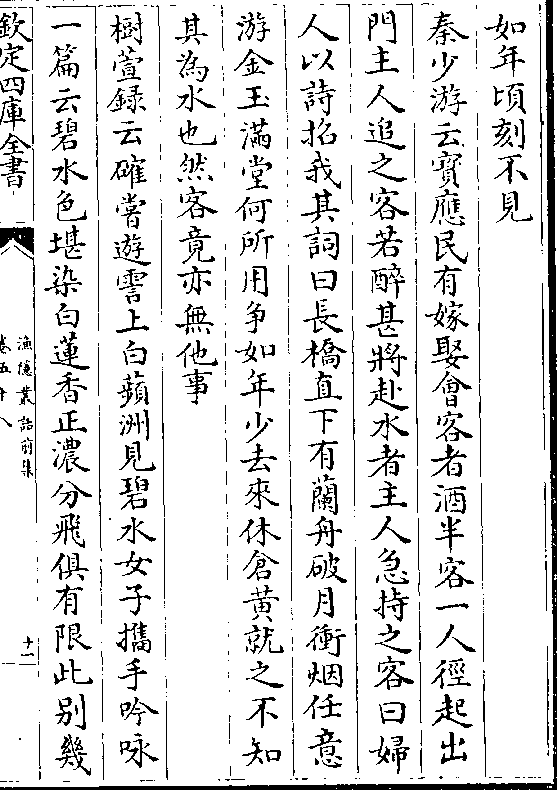 如年頃刻不見
秦少游云寶應民有嫁娶會客者酒半客一人徑起出
門主人追之客若醉甚將赴水者主人急持之客曰婦
人以詩招我其詞曰長橋直下有蘭舟破月衝烟任意
游金玉滿堂何所用争如年少去來休倉黄就之不知
其為水也然客竟亦無他事
樹萱録云確嘗遊霅上白蘋洲見碧水女子攜手吟咏
一篇云碧水色堪染白蓮香正濃分飛俱有限此别幾
欽定四庫全書
漁隱叢話前集
卷五十八
十二